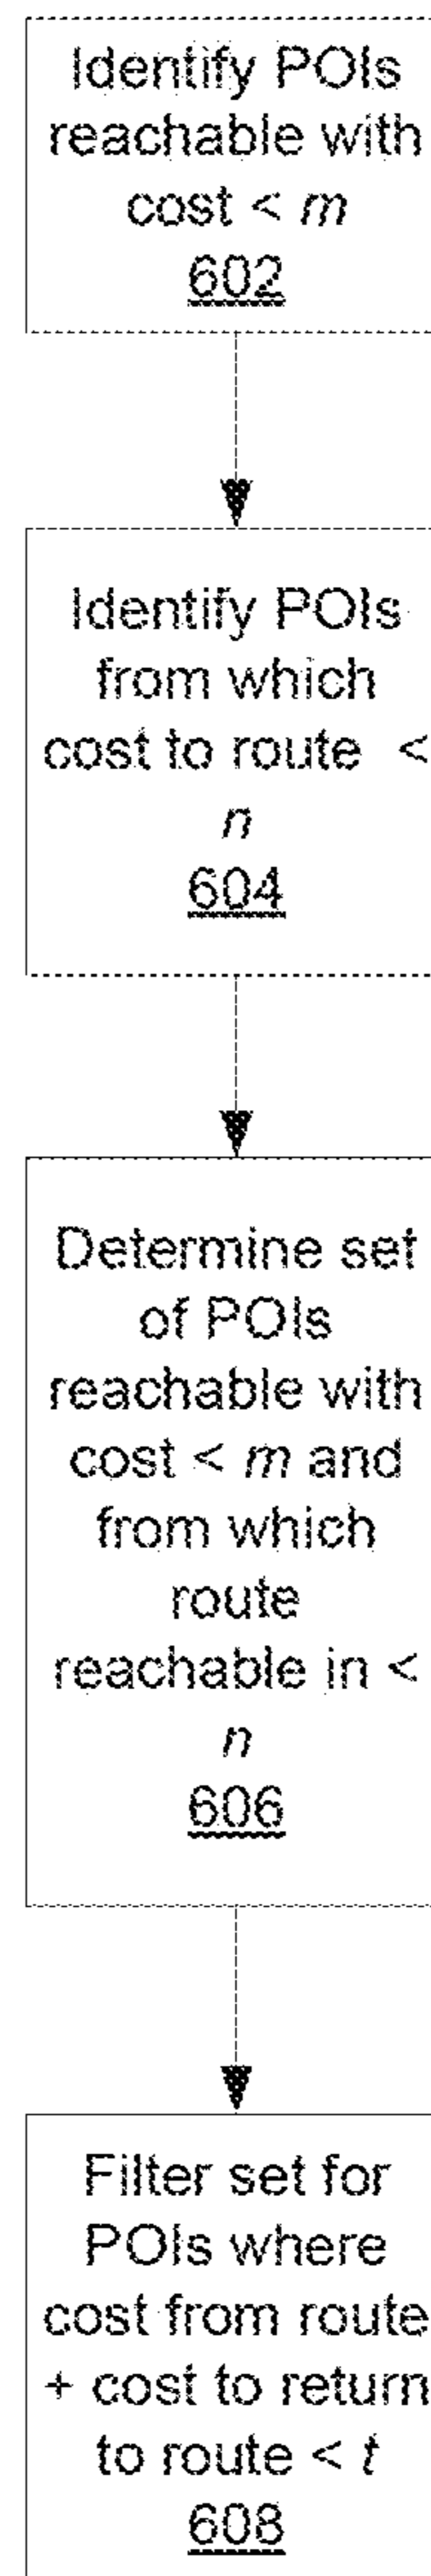 Identify POIs
reachable with
cost < m
602
Identify POIs
from which
cost to route <
n
604
Determine set
of POIs
reachable with
cost < m and
from which
route
reachable in <
n
606
Filter set for
POIs where
cost from route
+ cost to return
to route < t
608